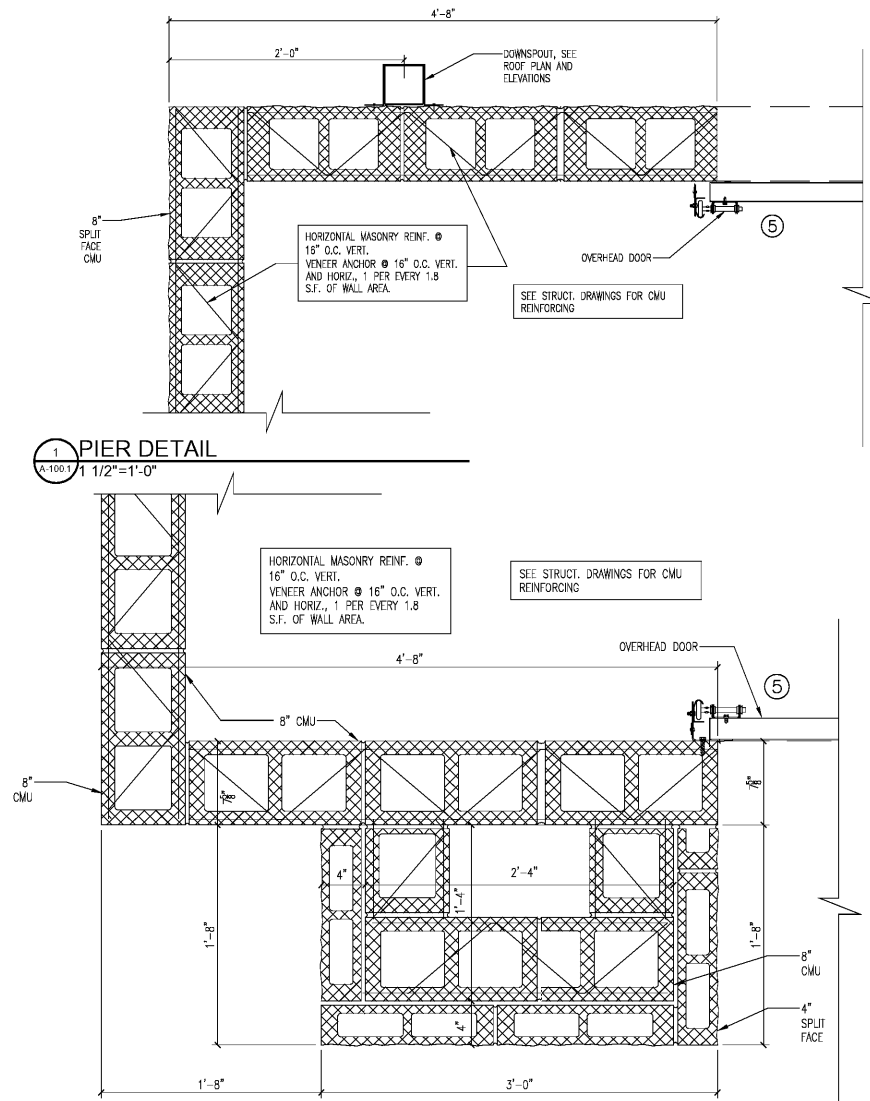 4'-8"
2'-0"
DOWNSPOUT, SEE
ROOF PLAN AND
ELEVATIONS
8"
SPLIT
FACE
CMU
HORIZONTAL MASONRY REINF. @
16" O.C. VERT.
VENEER ANCHOR @ 16" O.C. VERT.
AND HORIZ., 1 PER EVERY 1.8
S.F. OF WALL AREA.
5
OVERHEAD DOOR
SEE STRUCT. DRAWINGS FOR CMU
REINFORCING
1
A-100.1
PIER DETAIL
1 1/2"=1'-0"
HORIZONTAL MASONRY REINF. @
16" O.C. VERT.
VENEER ANCHOR @ 16" O.C. VERT.
AND HORIZ., 1 PER EVERY 1.8
S.F. OF WALL AREA.
SEE STRUCT. DRAWINGS FOR CMU
REINFORCING
OVERHEAD DOOR
4'-8"
5
8" CMU
8"
CMU
4"
2'-4"
1'-4"
1'-8"
1'-8"
8"
CMU
4"
SPLIT
FACE
4"
1'-8"
3'-0"